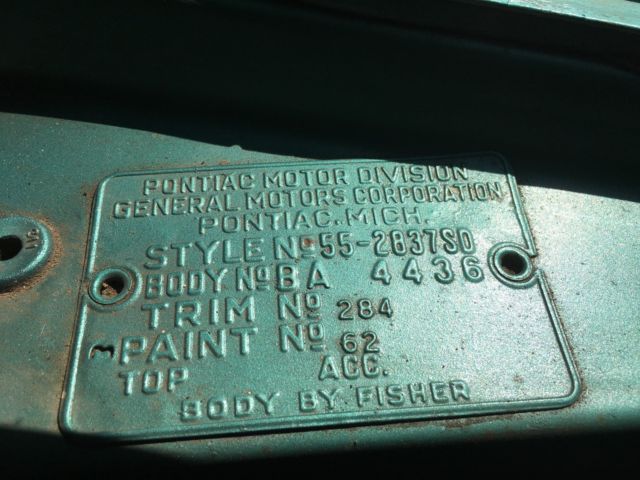 PONTIAC MOTOR DIVISION
GENERAL MOTORS CORPORATION
PONTIAC, MICH.
STYLE Nº 55-2837SD
BODY Nº BA 4436
TRIM Nº 284
PAINT Nº 62
TOP ACC.
BODY BY FISHER